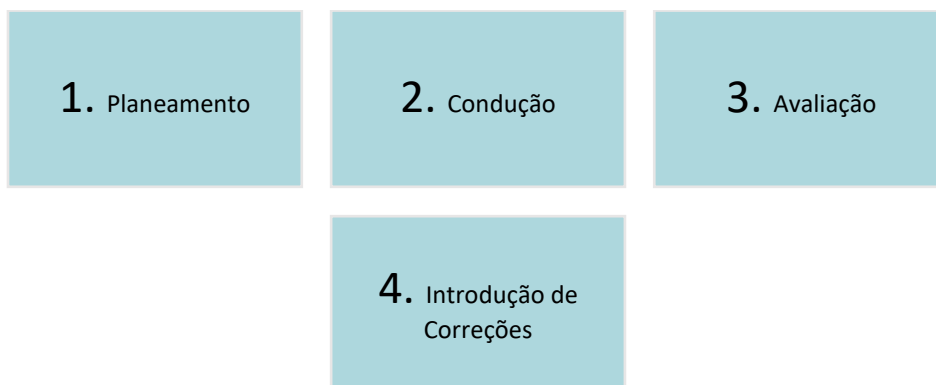 1. Planeamento
2. Condução
3. Avaliação
4. Introdução de
Correções